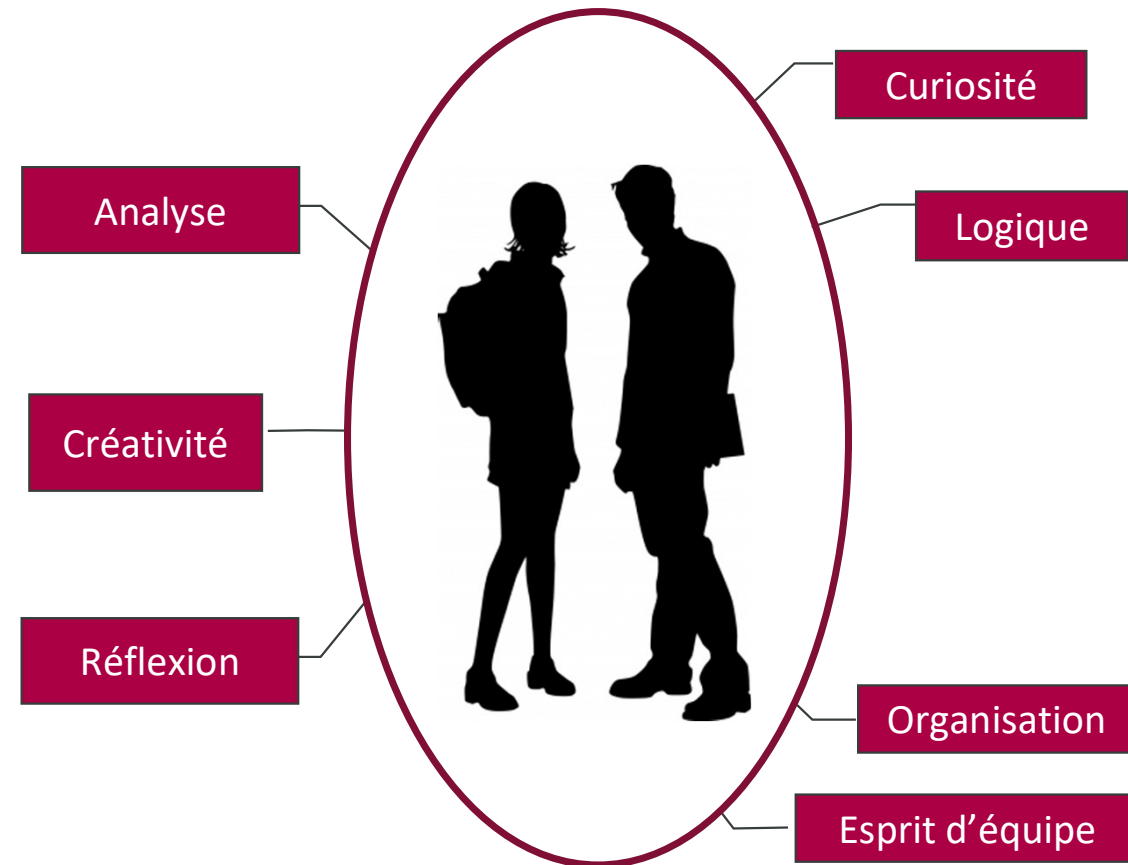 Curiosité
Analyse
Logique
Créativité
Réflexion
Organisation
Esprit d’équipe